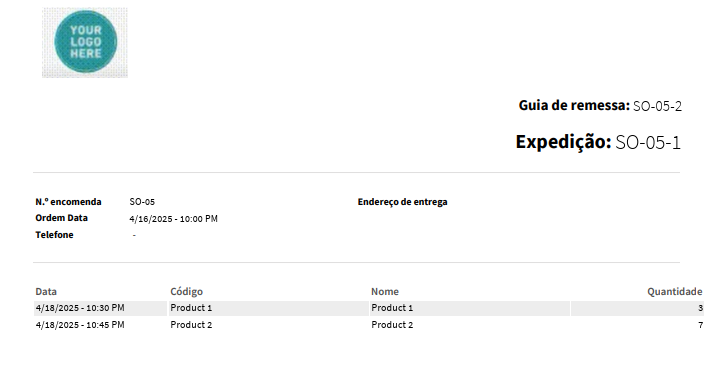 YOUR
LOGO
HERE
Guia de remessa: SO-05-2
Expedição: SO-05-1
N.º encomenda SO-05 Endereço de entrega
Ordem Data 4/16/2025 - 10:00 PM
Telefone -
Data Código Nome Quantidade
4/18/2025 - 10:30 PM Product 1 Product 1 3
4/18/2025 - 10:45 PM Product 2 Product 2 7